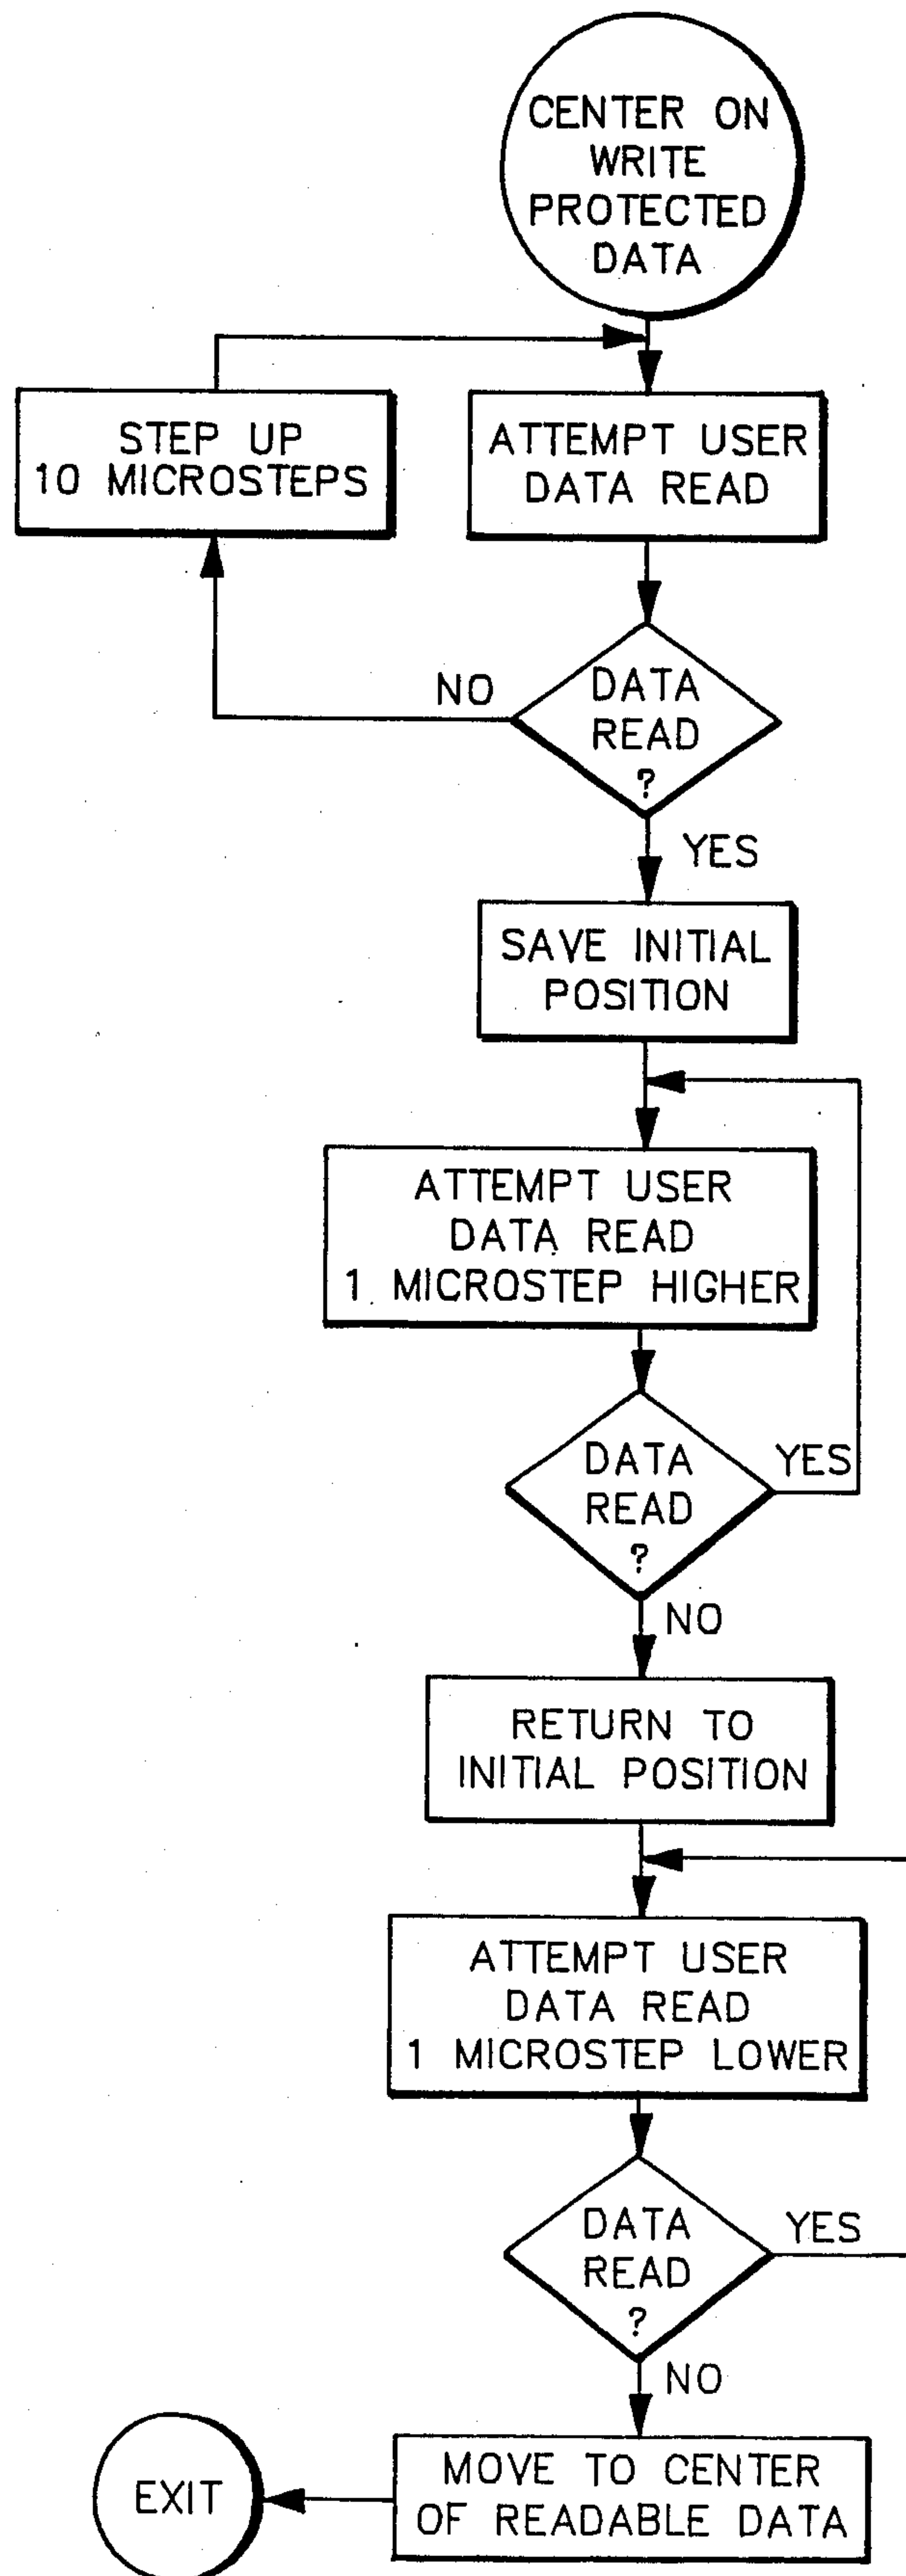 CENTER ON
WRITE
PROTECTED
DATA
STEP UP
10 MICROSTEPS
ATTEMPT USER
DATA READ
DATA
READ
?
NO
YES
SAVE INITIAL
POSITION
ATTEMPT USER
DATA READ
1 MICROSTEP HIGHER
DATA
READ
?
YES
NO
RETURN TO
INITIAL POSITION
ATTEMPT USER
DATA READ
1 MICROSTEP LOWER
DATA
READ
?
YES
NO
MOVE TO CENTER
OF READABLE DATA
EXIT